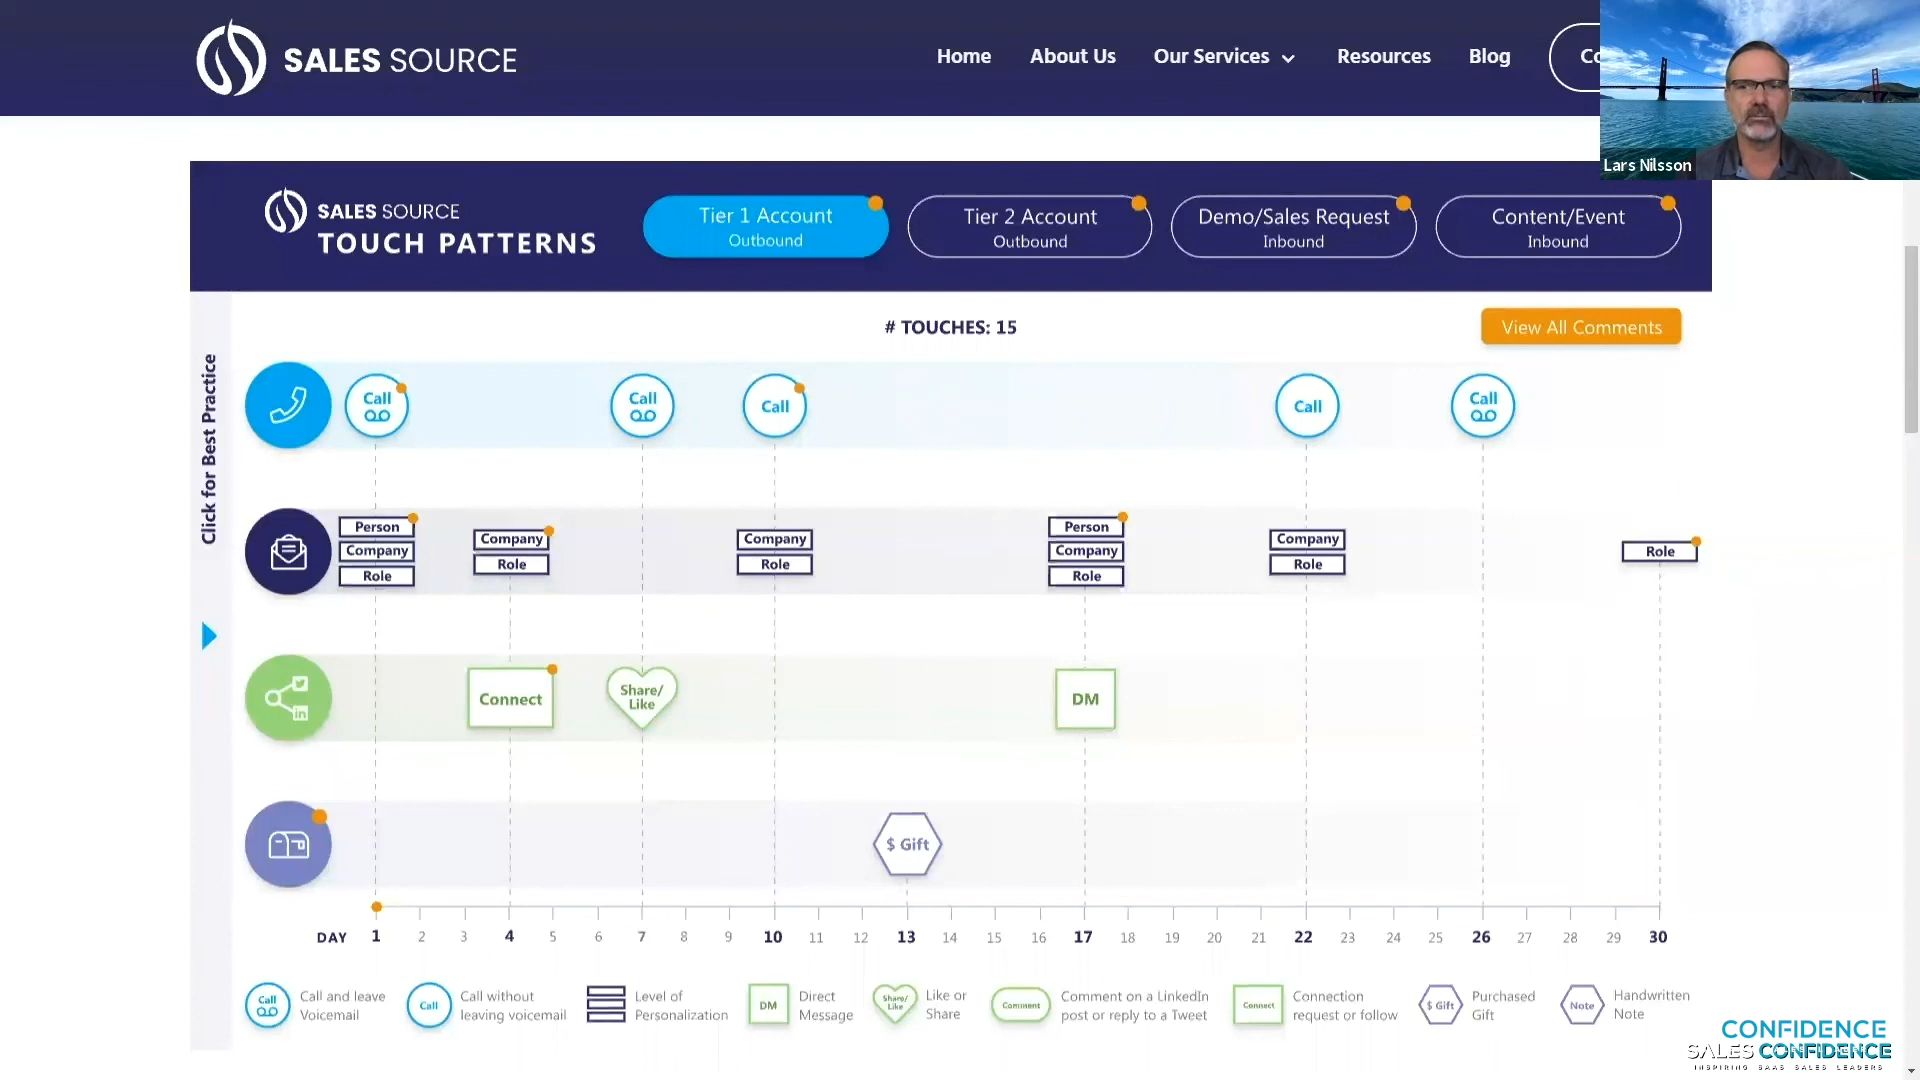 SALES SOURCE
Home About Us Our Services Resources Blog Co
Lars Nilsson
SALES SOURCE
TOUCH PATTERNS
Tier 1 Account
Outbound
Tier 2 Account
Outbound
Demo/Sales Request
Inbound
Content/Event
Inbound
# TOUCHES: 15
View All Comments
Click for Best Practice
Call
Call
Call
Call
Call
Person
Company
Role
Company
Role
Company
Role
Person
Company
Role
Company
Role
Role
Connect
Share/
Like
DM
$ Gift
DAY 1 2 3 4 5 6 7 8 9 10 11 12 13 14 15 16 17 18 19 20 21 22 23 24 25 26 27 28 29 30
Call
Call and leave
Voicemail
Call
Call without
leaving voicemail
Level of
Personalization
DM
Direct
Message
Share/
Like
Like or
Share
Comment
Comment on a LinkedIn
post or reply to a Tweet
Connect
Connection
request or follow
$ Gift
Purchased
Gift
Note
Handwritten
Note
CONFIDENCE
SALES CONFIDENCE
INSPIRING SAAS SALES LEADERS